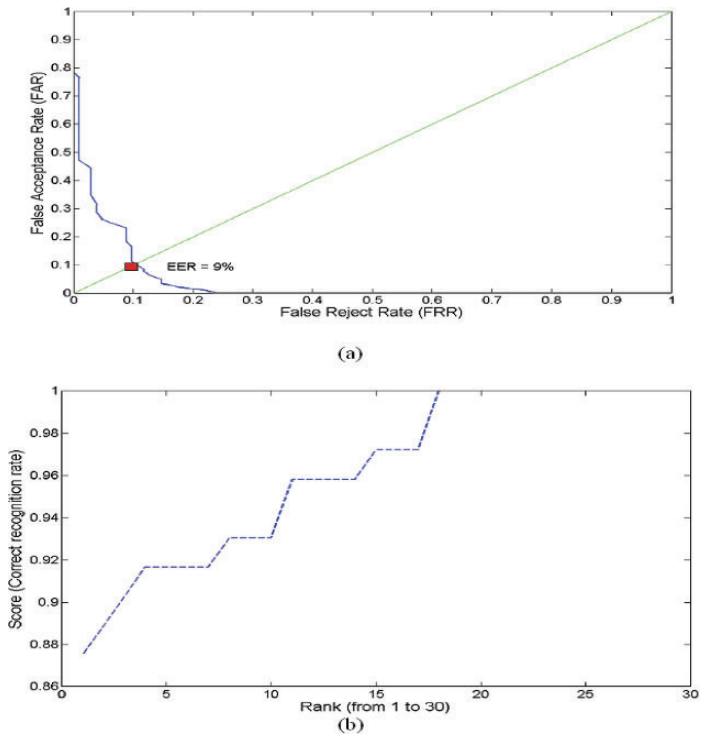 1
0.9
0.8
0.7
0.6
0.5
0.4
0.3
0.2
0.1
0
False Acceptance Rate (FAR)
EER = 9%
0 0.1 0.2 0.3 0.4 0.5 0.6 0.7 0.8 0.9 1
False Reject Rate (FRR)
(a)
1
0.98
0.96
0.94
0.92
0.9
0.88
0.86
Score (Correct recognition rate)
0 5 10 15 20 25 30
Rank (from 1 to 30)
(b)